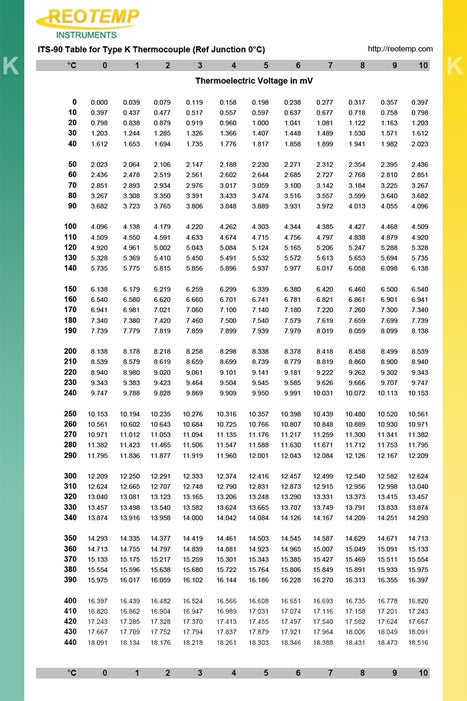 REOTEMP
INSTRUMENTS
ITS-90 Table for Type K Thermocouple (Ref Junction 0°C) http://reotemp.com
K K
°C 0 1 2 3 4 5 6 7 8 9 10
Thermoelectric Voltage in mV
0 0.000 0.039 0.079 0.119 0.158 0.198 0.238 0.277 0.317 0.357 0.397
10 0.397 0.437 0.477 0.517 0.557 0.597 0.637 0.677 0.718 0.758 0.798
20 0.798 0.838 0.879 0.919 0.960 1.000 1.041 1.081 1.122 1.163 1.203
30 1.203 1.244 1.285 1.326 1.366 1.407 1.448 1.489 1.530 1.571 1.612
40 1.612 1.653 1.694 1.735 1.776 1.817 1.858 1.899 1.941 1.982 2.023
50 2.023 2.064 2.106 2.147 2.188 2.230 2.271 2.312 2.354 2.395 2.436
60 2.436 2.478 2.519 2.561 2.602 2.644 2.685 2.727 2.768 2.810 2.851
70 2.851 2.893 2.934 2.976 3.017 3.059 3.100 3.142 3.184 3.225 3.267
80 3.267 3.308 3.350 3.391 3.433 3.474 3.516 3.557 3.599 3.640 3.682
90 3.682 3.723 3.765 3.806 3.848 3.889 3.931 3.972 4.013 4.055 4.096
100 4.096 4.138 4.179 4.220 4.262 4.303 4.344 4.385 4.427 4.468 4.509
110 4.509 4.550 4.591 4.633 4.674 4.715 4.756 4.797 4.838 4.879 4.920
120 4.920 4.961 5.002 5.043 5.084 5.124 5.165 5.206 5.247 5.288 5.328
130 5.328 5.369 5.410 5.450 5.491 5.532 5.572 5.613 5.653 5.694 5.735
140 5.735 5.775 5.815 5.856 5.896 5.937 5.977 6.017 6.058 6.098 6.138
150 6.138 6.179 6.219 6.259 6.299 6.339 6.380 6.420 6.460 6.500 6.540
160 6.540 6.580 6.620 6.660 6.701 6.741 6.781 6.821 6.861 6.901 6.941
170 6.941 6.981 7.021 7.060 7.100 7.140 7.180 7.220 7.260 7.300 7.340
180 7.340 7.380 7.420 7.460 7.500 7.540 7.579 7.619 7.659 7.699 7.739
190 7.739 7.779 7.819 7.859 7.899 7.939 7.979 8.019 8.059 8.099 8.138
200 8.138 8.178 8.218 8.258 8.298 8.338 8.378 8.418 8.458 8.499 8.539
210 8.539 8.579 8.619 8.659 8.699 8.739 8.779 8.819 8.860 8.900 8.940
220 8.940 8.980 9.020 9.061 9.101 9.141 9.181 9.222 9.262 9.302 9.343
230 9.343 9.383 9.423 9.464 9.504 9.545 9.585 9.626 9.666 9.707 9.747
240 9.747 9.788 9.828 9.869 9.909 9.950 9.991 10.031 10.072 10.113 10.153
250 10.153 10.194 10.235 10.276 10.316 10.357 10.398 10.439 10.480 10.520 10.561
260 10.561 10.602 10.643 10.684 10.725 10.766 10.807 10.848 10.889 10.930 10.971
270 10.971 11.012 11.053 11.094 11.135 11.176 11.217 11.259 11.300 11.341 11.382
280 11.382 11.423 11.465 11.506 11.547 11.588 11.630 11.671 11.712 11.753 11.795
290 11.795 11.836 11.877 11.919 11.960 12.001 12.043 12.084 12.126 12.167 12.209
300 12.209 12.250 12.291 12.333 12.374 12.416 12.457 12.499 12.540 12.582 12.624
310 12.624 12.665 12.707 12.748 12.790 12.831 12.873 12.915 12.956 12.998 13.040
320 13.040 13.081 13.123 13.165 13.206 13.248 13.290 13.331 13.373 13.415 13.457
330 13.457 13.498 13.540 13.582 13.624 13.665 13.707 13.749 13.791 13.833 13.874
340 13.874 13.916 13.958 14.000 14.042 14.084 14.126 14.167 14.209 14.251 14.293
350 14.293 14.335 14.377 14.419 14.461 14.503 14.545 14.587 14.629 14.671 14.713
360 14.713 14.755 14.797 14.839 14.881 14.923 14.965 15.007 15.049 15.091 15.133
370 15.133 15.175 15.217 15.259 15.301 15.343 15.385 15.427 15.469 15.511 15.554
380 15.554 15.596 15.638 15.680 15.722 15.764 15.806 15.849 15.891 15.933 15.975
390 15.975 16.017 16.059 16.102 16.144 16.186 16.228 16.270 16.313 16.355 16.397
400 16.397 16.439 16.482 16.524 16.566 16.608 16.651 16.693 16.735 16.778 16.820
410 16.820 16.862 16.904 16.947 16.989 17.031 17.074 17.116 17.158 17.201 17.243
420 17.243 17.285 17.328 17.370 17.413 17.455 17.497 17.540 17.582 17.624 17.667
430 17.667 17.709 17.752 17.794 17.837 17.879 17.921 17.964 18.006 18.049 18.091
440 18.091 18.134 18.176 18.218 18.261 18.303 18.346 18.388 18.431 18.473 18.516
°C 0 1 2 3 4 5 6 7 8 9 10